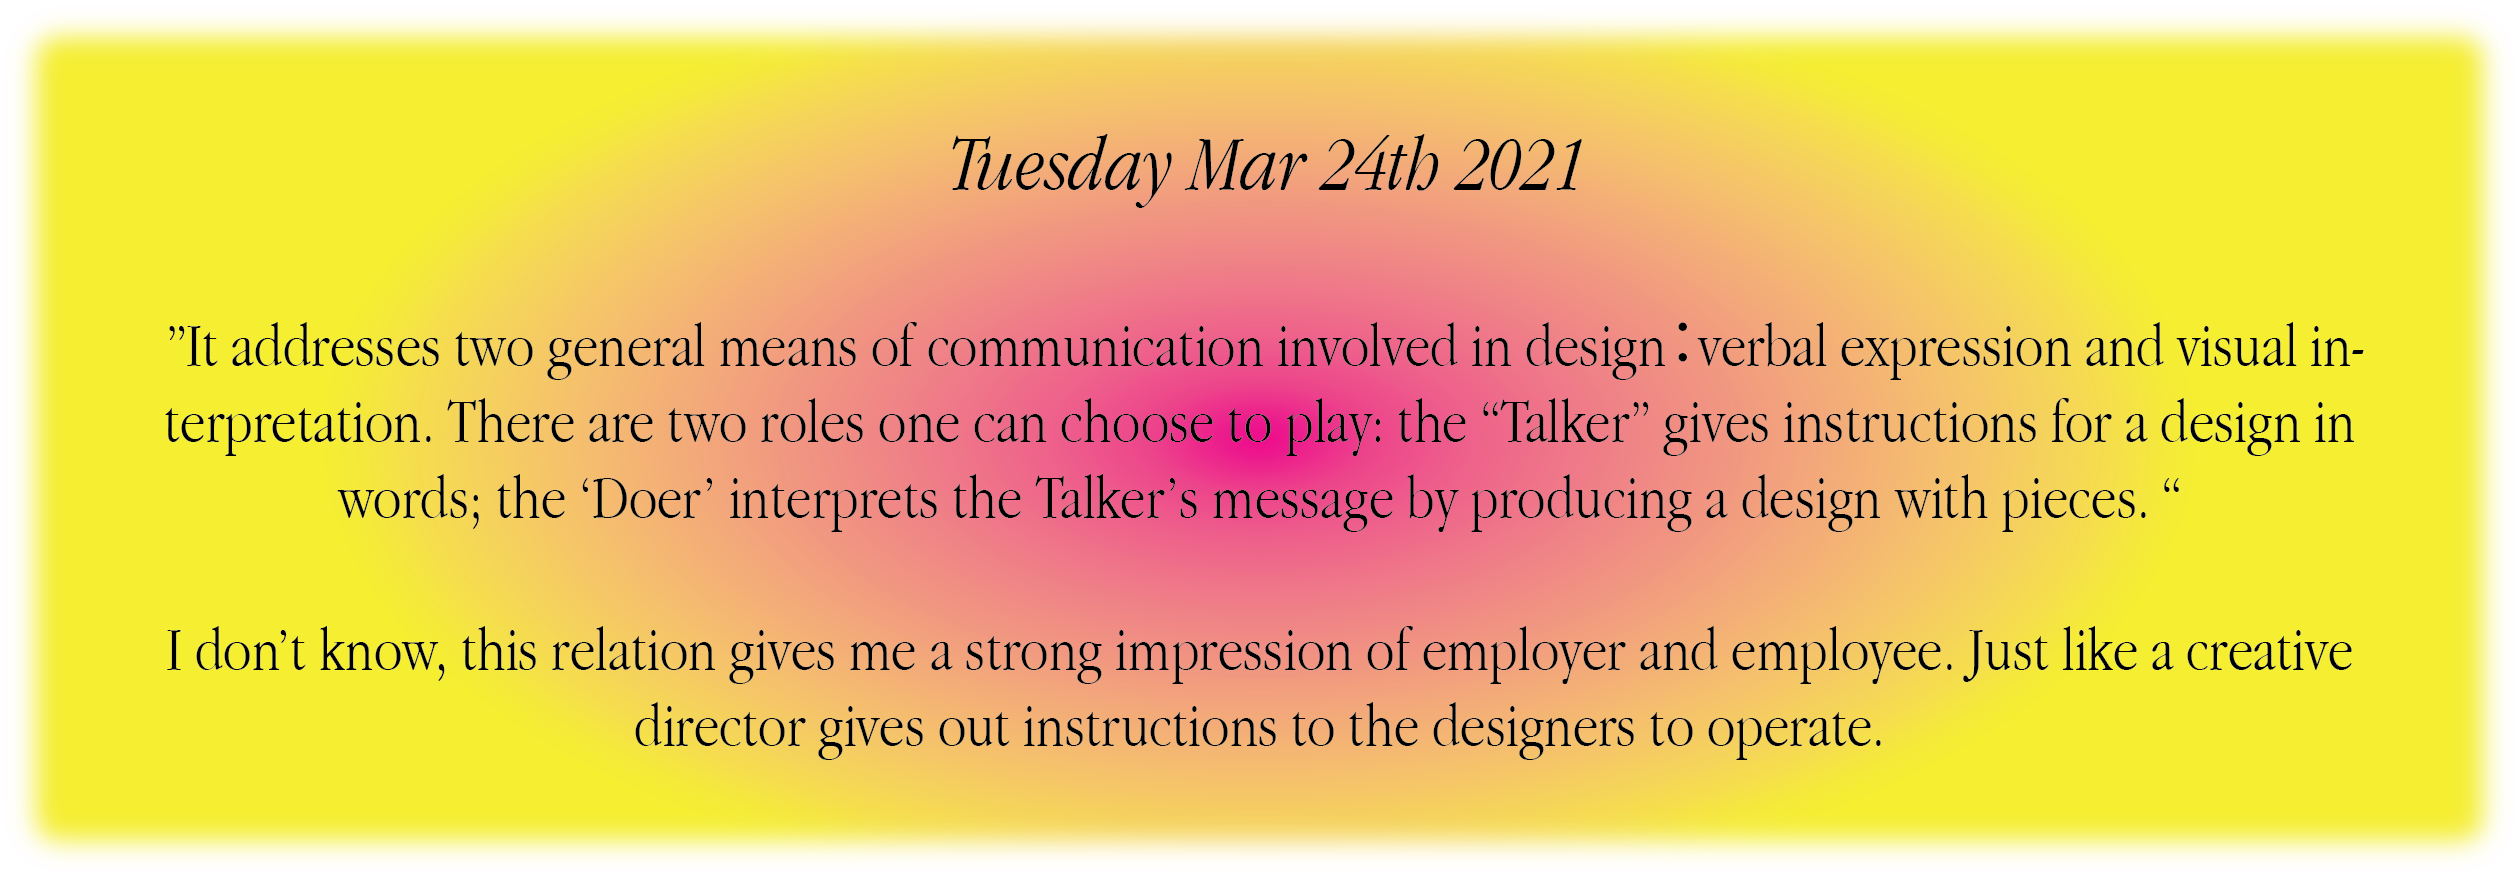 Tuesday Mar 24th 2021
”It addresses two general means of communication involved in design：verbal expression and visual in-
terpretation. There are two roles one can choose to play: the “Talker” gives instructions for a design in
words; the ‘Doer’ interprets the Talker’s message by producing a design with pieces. “
I don’t know, this relation gives me a strong impression of employer and employee. Just like a creative
director gives out instructions to the designers to operate.